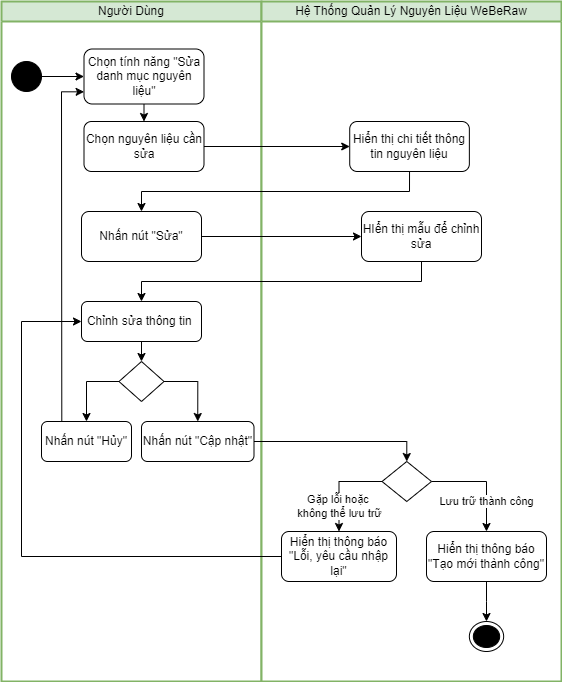 Người Dùng
Hệ Thống Quản Lý Nguyên Liệu WeBeRaw
Chọn tính năng "Sửa
danh mục nguyên
liệu"
Chọn nguyên liệu cần
sửa
Hiển thị chi tiết thông
tin nguyên liệu
Nhấn nút "Sửa"
HIển thị mẫu để chỉnh
sửa
Chỉnh sửa thông tin
Nhấn nút "Hủy"
Nhấn nút "Cập nhật"
Gặp lỗi hoặc
không thể lưu trữ
Lưu trữ thành công
Hiển thị thông báo
"Lỗi, yêu cầu nhập
lại"
Hiển thị thông báo
"Tạo mới thành công"